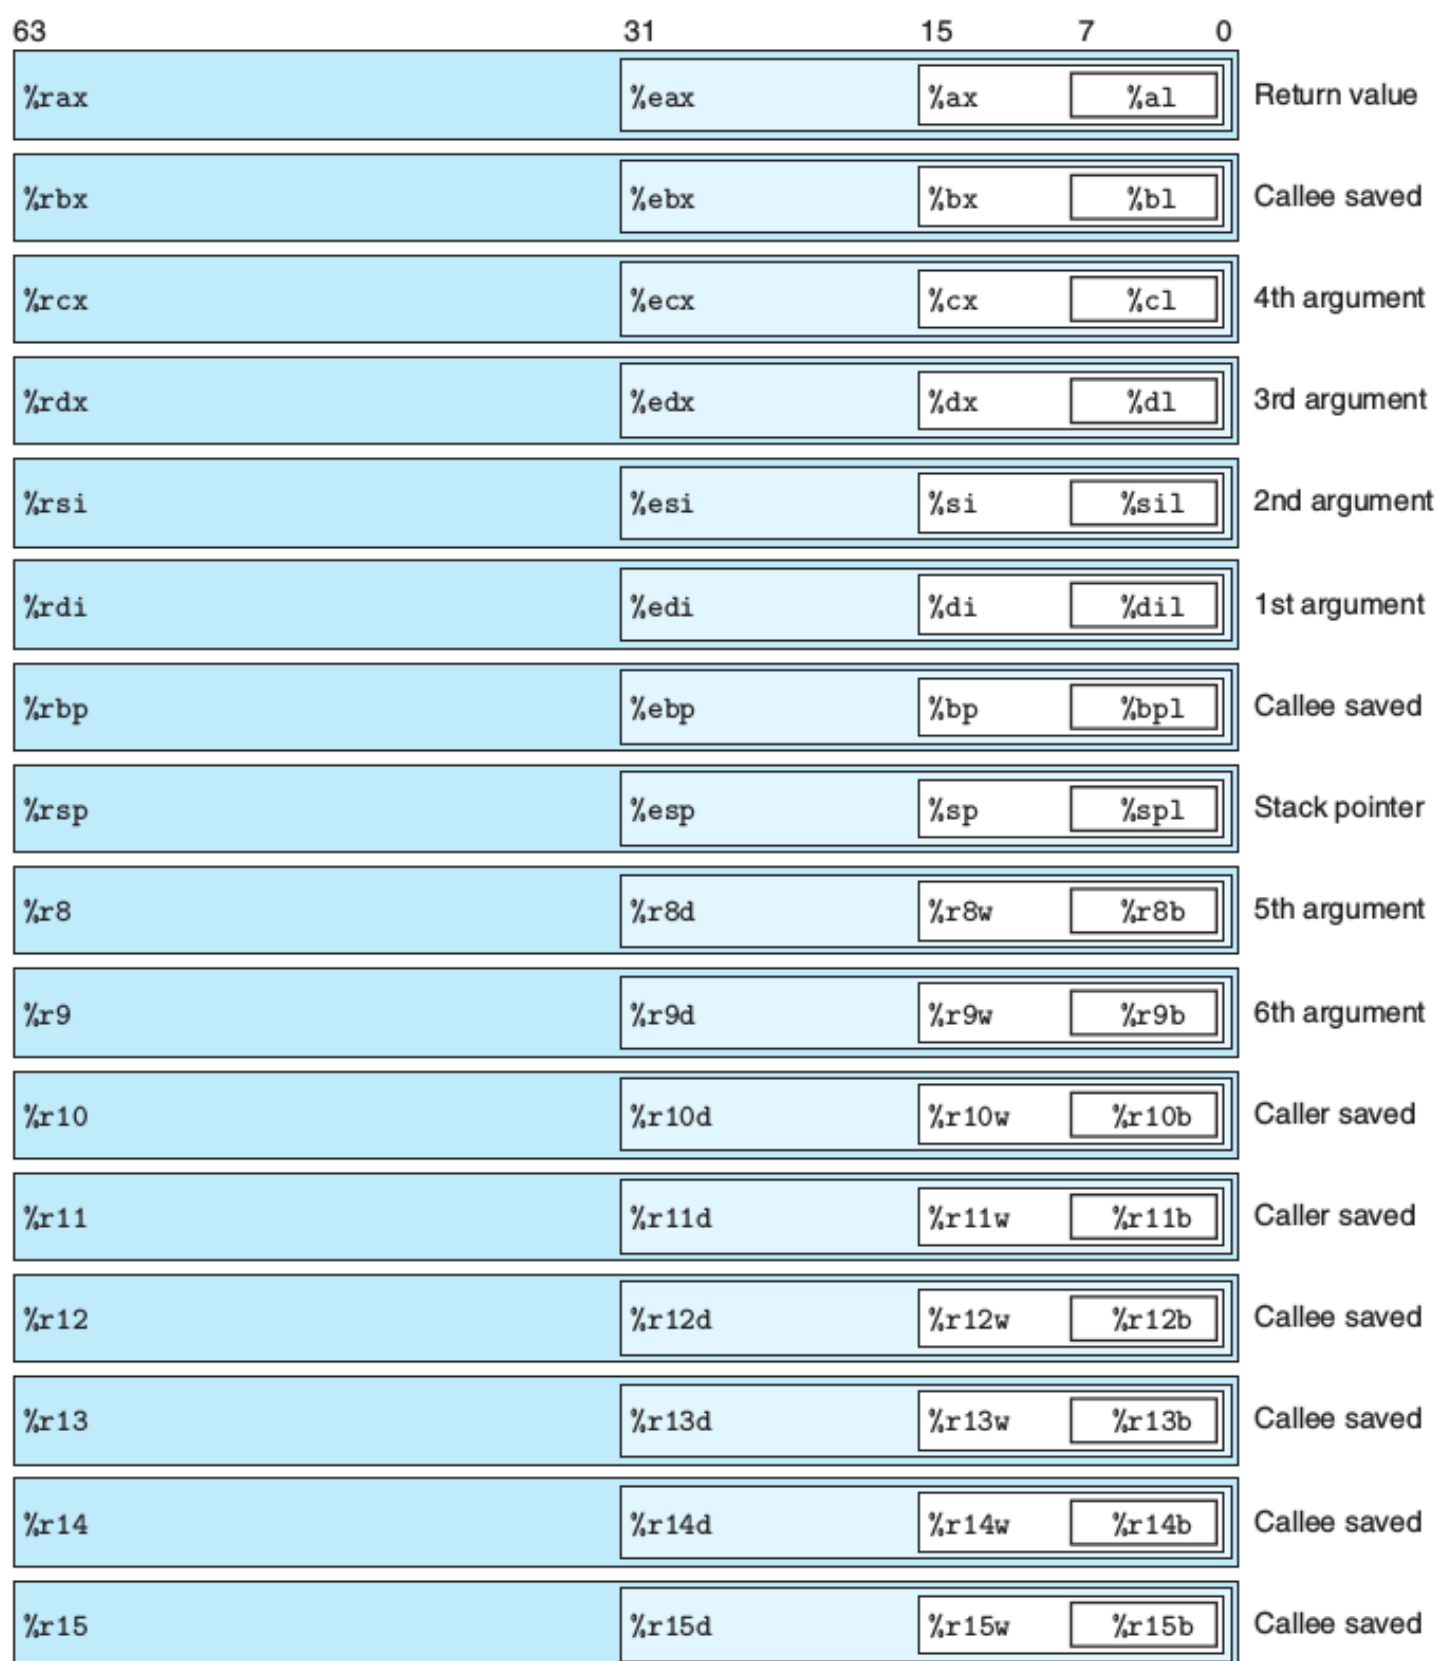 63 31 15 7 0
%rax %eax %ax %al Return value
%rbx %ebx %bx %bl Callee saved
%rcx %ecx %cx %cl 4th argument
%rdx %edx %dx %dl 3rd argument
%rsi %esi %si %sil 2nd argument
%rdi %edi %di %dil 1st argument
%rbp %ebp %bp %bpl Callee saved
%rsp %esp %sp %spl Stack pointer
%r8 %r8d %r8w %r8b 5th argument
%r9 %r9d %r9w %r9b 6th argument
%r10 %r10d %r10w %r10b Caller saved
%r11 %r11d %r11w %r11b Caller saved
%r12 %r12d %r12w %r12b Callee saved
%r13 %r13d %r13w %r13b Callee saved
%r14 %r14d %r14w %r14b Callee saved
%r15 %r15d %r15w %r15b Callee saved